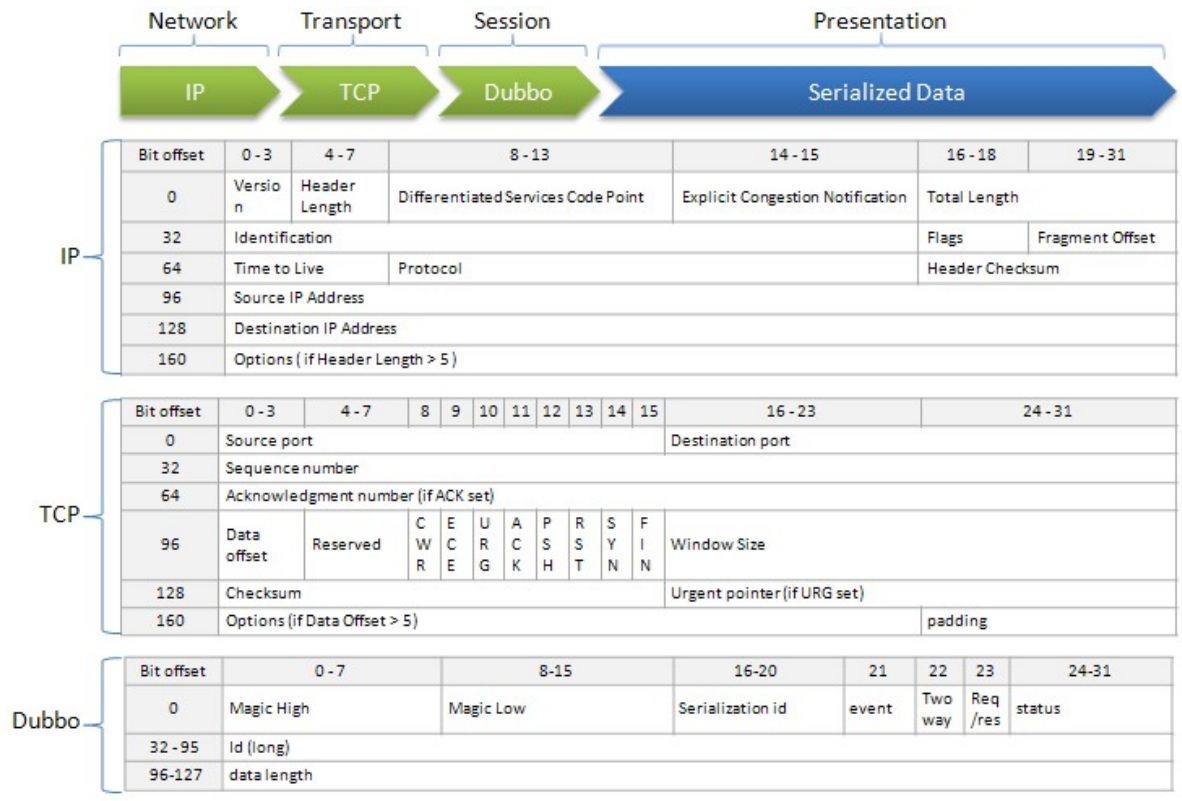 Network Transport Session Presentation
IP TCP Dubbo Serialized Data
Bit offset 0 - 3 4 - 7 8 - 13 14 - 15 16 - 18 19 - 31
0 Versio
n Header
Length Differentiated Services Code Point Explicit Congestion Notification Total Length
32 Identification Flags Fragment Offset
IP
64 Time to Live Protocol Header Checksum
96 Source IP Address
128 Destination IP Address
160 Options ( if Header Length > 5 )
Bit offset 0 - 3 4 - 7 8 9 10 11 12 13 14 15 16 - 23 24 - 31
0 Source port Destination port
32 Sequence number
64 Acknowledgment number (if ACK set)
TCP
96 Data
offset Reserved CWR ECE URG ACK PSH RST SYN FIN Window Size
128 Checksum Urgent pointer (if URG set)
160 Options (if Data Offset > 5) padding
Bit offset 0 - 7 8-15 16-20 21 22 23 24-31
Dubbo
0 Magic High Magic Low Serialization id event Two
way Req
/res status
32 - 95 Id (long)
96-127 data length